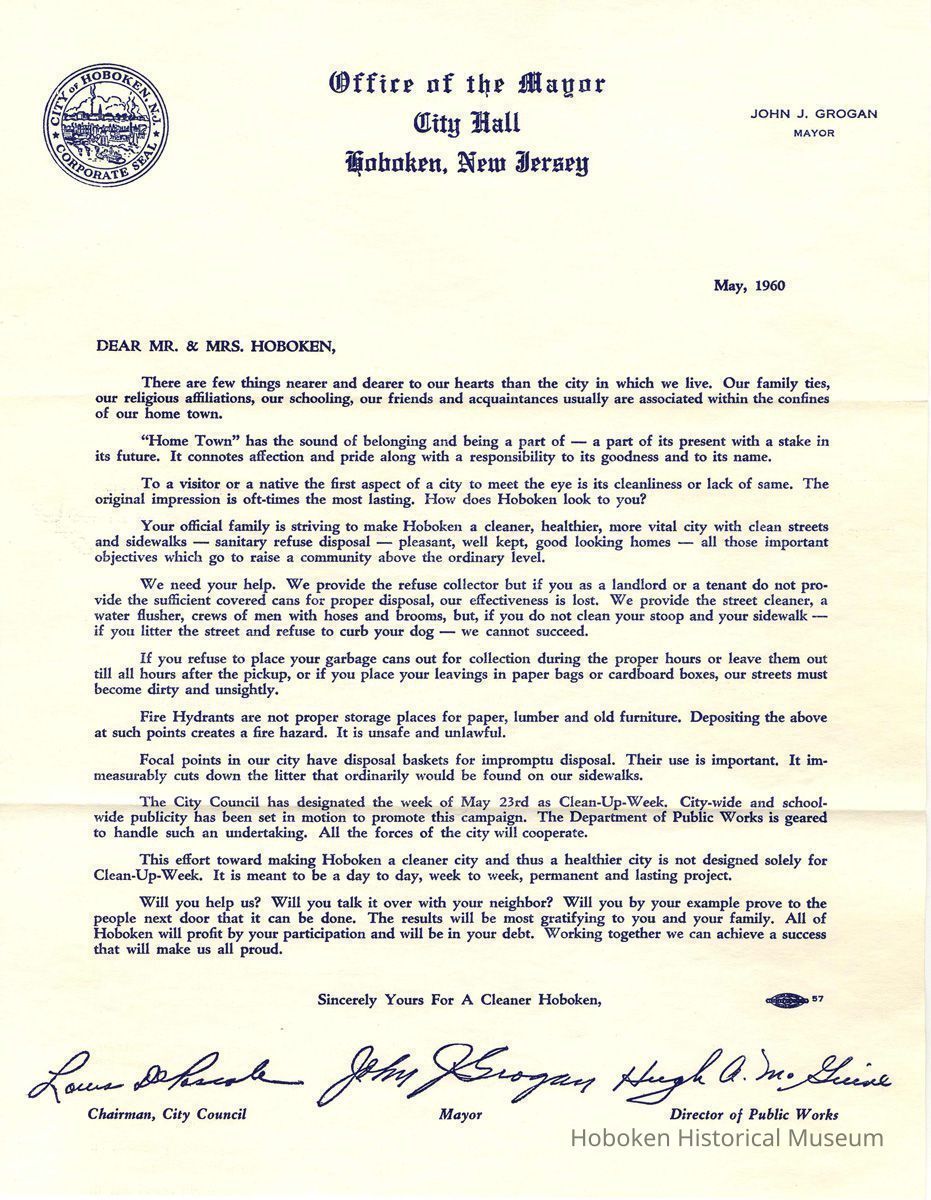 CITY OF HOBOKEN, N.J.
CORPORATE SEAL
Office of the Mayor
City Hall
Hoboken, New Jersey
JOHN J. GROGAN
MAYOR
May, 1960
DEAR MR. & MRS. HOBOKEN,
There are few things nearer and dearer to our hearts than the city in which we live. Our family ties,
our religious affiliations, our schooling, our friends and acquaintances usually are associated within the confines
of our home town.
“Home Town” has the sound of belonging and being a part of — a part of its present with a stake in
its future. It connotes affection and pride along with a responsibility to its goodness and to its name.
To a visitor or a native the first aspect of a city to meet the eye is its cleanliness or lack of same. The
original impression is oft-times the most lasting. How does Hoboken look to you?
Your official family is striving to make Hoboken a cleaner, healthier, more vital city with clean streets
and sidewalks — sanitary refuse disposal — pleasant, well kept, good looking homes — all those important
objectives which go to raise a community above the ordinary level.
We need your help. We provide the refuse collector but if you as a landlord or a tenant do not pro-
vide the sufficient covered cans for proper disposal, our effectiveness is lost. We provide the street cleaner, a
water flusher, crews of men with hoses and brooms, but, if you do not clean your stoop and your sidewalk —
if you litter the street and refuse to curb your dog — we cannot succeed.
If you refuse to place your garbage cans out for collection during the proper hours or leave them out
till all hours after the pickup, or if you place your leavings in paper bags or cardboard boxes, our streets must
become dirty and unsightly.
Fire Hydrants are not proper storage places for paper, lumber and old furniture. Depositing the above
at such points creates a fire hazard. It is unsafe and unlawful.
Focal points in our city have disposal baskets for impromptu disposal. Their use is important. It im-
measurably cuts down the litter that ordinarily would be found on our sidewalks.
The City Council has designated the week of May 23rd as Clean-Up-Week. City-wide and school-
wide publicity has been set in motion to promote this campaign. The Department of Public Works is geared
to handle such an undertaking. All the forces of the city will cooperate.
This effort toward making Hoboken a cleaner city and thus a healthier city is not designed solely for
Clean-Up-Week. It is meant to be a day to day, week to week, permanent and lasting project.
Will you help us? Will you talk it over with your neighbor? Will you by your example prove to the
people next door that it can be done. The results will be most gratifying to you and your family. All of
Hoboken will profit by your participation and will be in your debt. Working together we can achieve a success
that will make us all proud.
Sincerely Yours For A Cleaner Hoboken,
57
Louis De Pascale John J Grogan Hugh A. Mc Guire
Chairman, City Council Mayor Director of Public Works
Hoboken Historical Museum